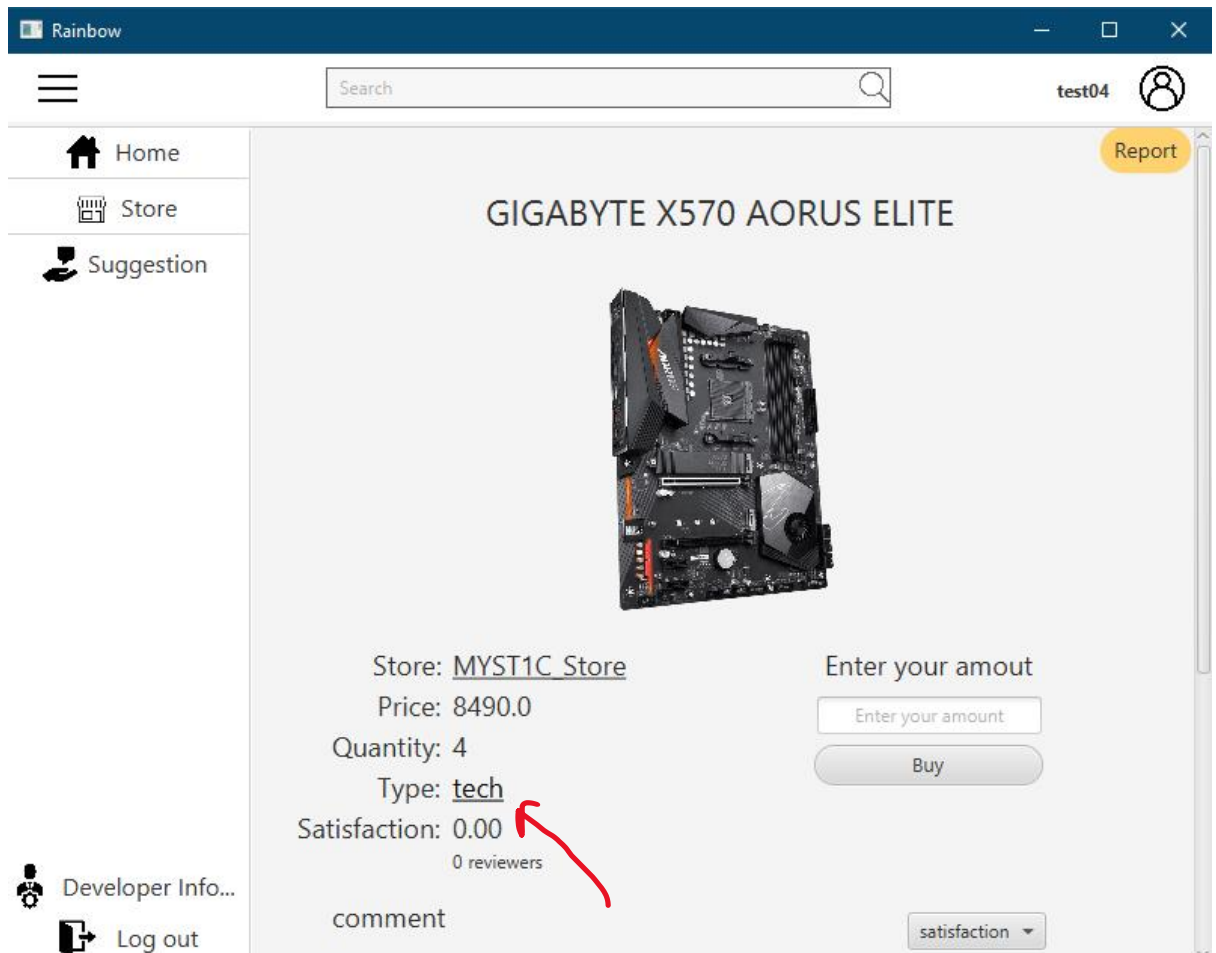 Rainbow
Search
test04
Home
Report
Store
GIGABYTE X570 AORUS ELITE
Suggestion
Store: MYST1C_Store
Enter your amout
Price: 8490.0
Enter your amount
Quantity: 4
Buy
Type: tech
Satisfaction: 0.00
0 reviewers
Developer Info...
comment
satisfaction
Log out